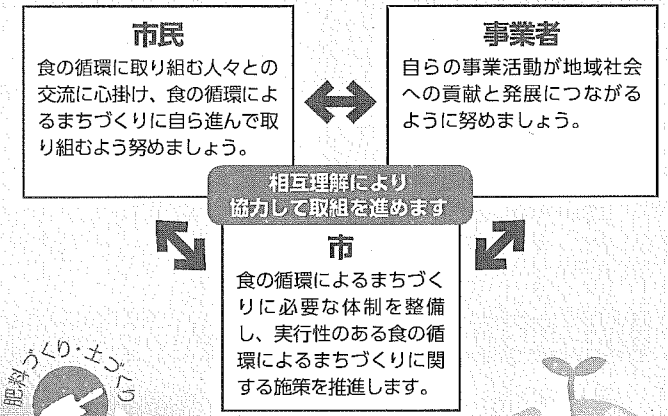 市民
食の循環に取り組む人々との
交流に心掛け、食の循環によ
るまちづくりに自ら進んで取
り組むよう努めましょう。
事業者
自らの事業活動が地域社会
への貢献と発展につながる
ように努めましょう。
相互理解により
協力して取組を進めます
市
食の循環によるまちづく
りに必要な体制を整備
し、実行性のある食の循
環によるまちづくりに関
する施策を推進します。
肥料づくり・土づくり